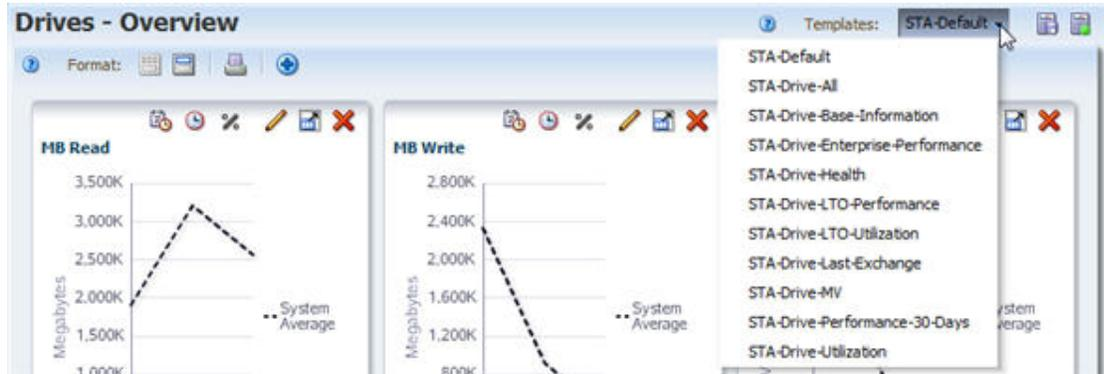 Drives - Overview
Templates: STA-Default
Format:
STA-Default
STA-Drive-All
STA-Drive-Base-Information
STA-Drive-Enterprise-Performance
STA-Drive-Health
STA-Drive-LTO-Performance
STA-Drive-LTO-Utilization
STA-Drive-Last-Exchange
STA-Drive-MV
STA-Drive-Performance-30-Days
STA-Drive-Utilization
MB Read
3,500K
3,000K
2,500K
2,000K
1,500K
1,000K
Megabytes
System
Average
MB Write
2,800K
2,400K
2,000K
1,600K
1,200K
800K
Megabytes
System
Average